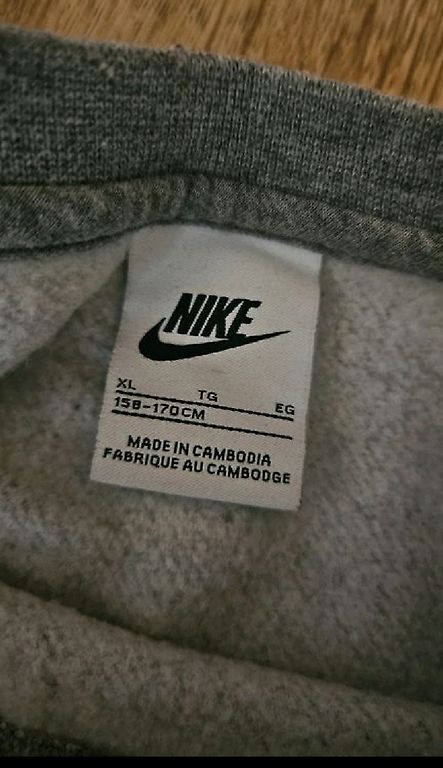 NIKE
XL TG EG
158-170CM
MADE IN CAMBODIA
FABRIQUE AU CAMBODGE